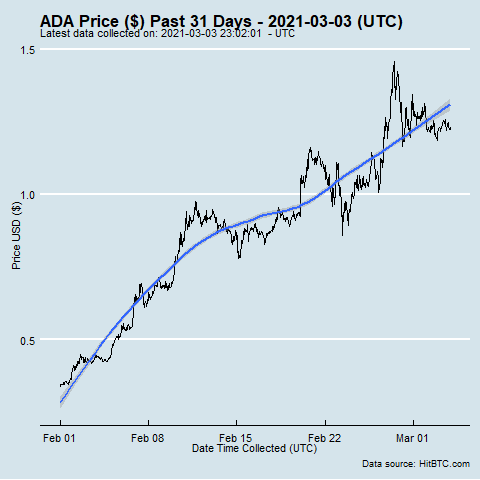 ADA Price ($) Past 31 Days - 2021-03-03 (UTC)
Latest data collected on: 2021-03-03 23:02:01 - UTC
1.5
1.0
0.5
Price USD ($)
Feb 01 Feb 08 Feb 15 Feb 22 Mar 01
Date Time Collected (UTC)
Data source: HitBTC.com